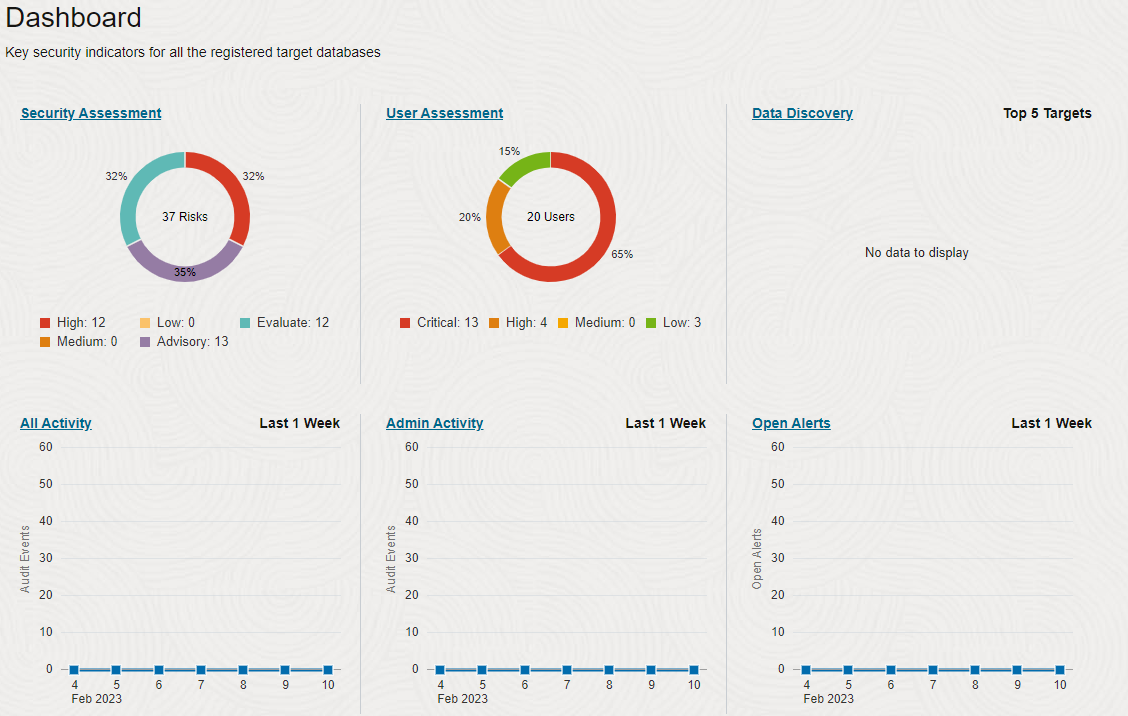 Dashboard
Key security indicators for all the registered target databases
Security Assessment
32%
32%
37 Risks
35%
High: 12
Low: 0
Evaluate: 12
Medium: 0
Advisory: 13
User Assessment
15%
20%
20 Users
65%
Critical: 13
High: 4
Medium: 0
Low: 3
Data Discovery
Top 5 Targets
No data to display
All Activity
Last 1 Week
60
50
40
30
20
10
0
Audit Events
4 5 6 7 8 9 10
Feb 2023
Admin Activity
Last 1 Week
60
50
40
30
20
10
0
Audit Events
4 5 6 7 8 9 10
Feb 2023
Open Alerts
Last 1 Week
60
50
40
30
20
10
0
Open Alerts
4 5 6 7 8 9 10
Feb 2023